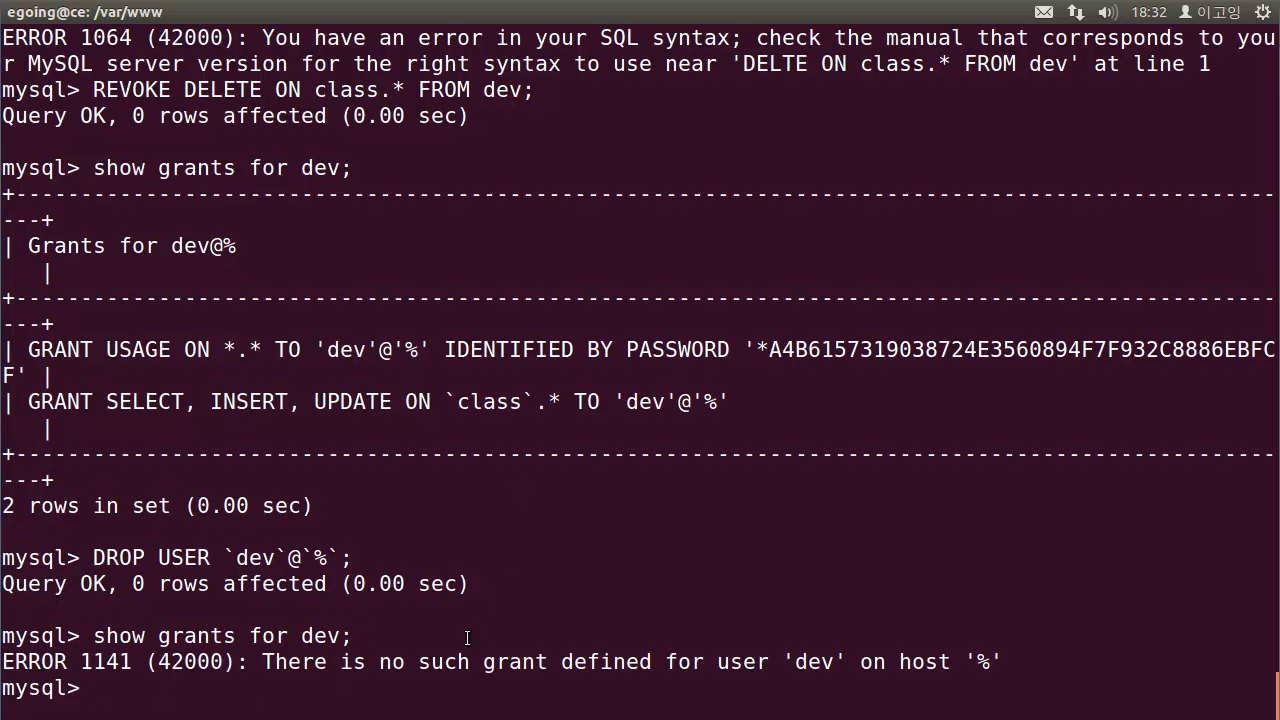 egoing@ce: /var/www
18:32 이고잉
ERROR 1064 (42000): You have an error in your SQL syntax; check the manual that corresponds to you
r MySQL server version for the right syntax to use near 'DELTE ON class.* FROM dev' at line 1
mysql> REVOKE DELETE ON class.* FROM dev;
Query OK, 0 rows affected (0.00 sec)
mysql> show grants for dev;
+-------------------------------------------------------------------------------------------------
---+
| Grants for dev@%
   |
+-------------------------------------------------------------------------------------------------
---+
| GRANT USAGE ON *.* TO 'dev'@'%' IDENTIFIED BY PASSWORD '*A4B6157319038724E3560894F7F932C8886EBFC
F' |
| GRANT SELECT, INSERT, UPDATE ON `class`.* TO 'dev'@'%'
   |
+-------------------------------------------------------------------------------------------------
---+
2 rows in set (0.00 sec)
mysql> DROP USER `dev`@`%`;
Query OK, 0 rows affected (0.00 sec)
mysql> show grants for dev;
ERROR 1141 (42000): There is no such grant defined for user 'dev' on host '%'
mysql>